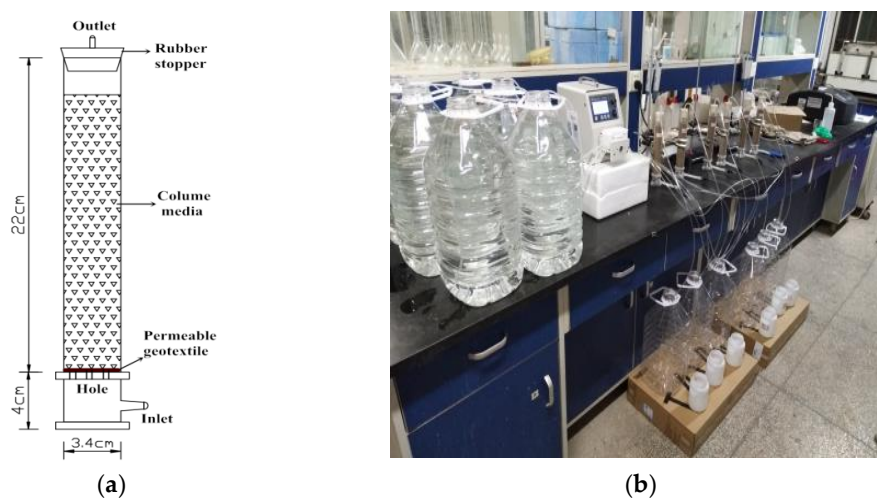 Outlet
Rubber
stopper
22cm
Colume
media
Permeable
geotextile
Hole
4cm
Inlet
3.4cm
(a)
(b)